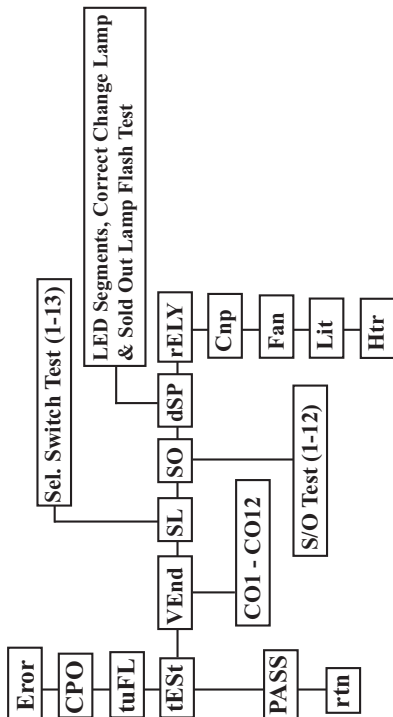 Eror
CPO
tuFL
tESt
PASS
rtn
VEnd
CO1 - CO12
Sel. Switch Test (1-13)
SL
SO
S/O Test (1-12)
LED Segments, Correct Change Lamp
& Sold Out Lamp Flash Test
dSP
rELY
Cnp
Fan
Lit
Htr